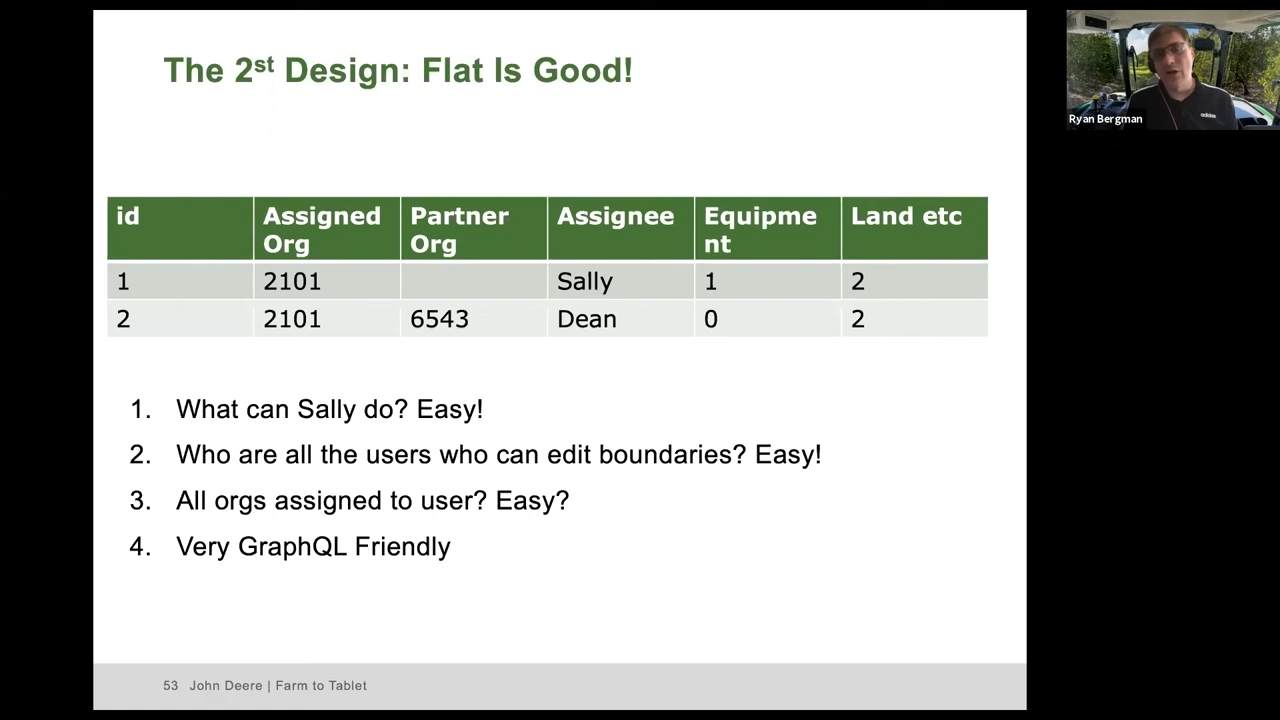 The 2st Design: Flat Is Good!
adidas
Ryan Bergman
id Assigned Org Partner Org Assignee Equipme nt Land etc
1 2101 Sally 1 2
2 2101 6543 Dean 0 2
1. What can Sally do? Easy!
2. Who are all the users who can edit boundaries? Easy!
3. All orgs assigned to user? Easy?
4. Very GraphQL Friendly
53 John Deere | Farm to Tablet